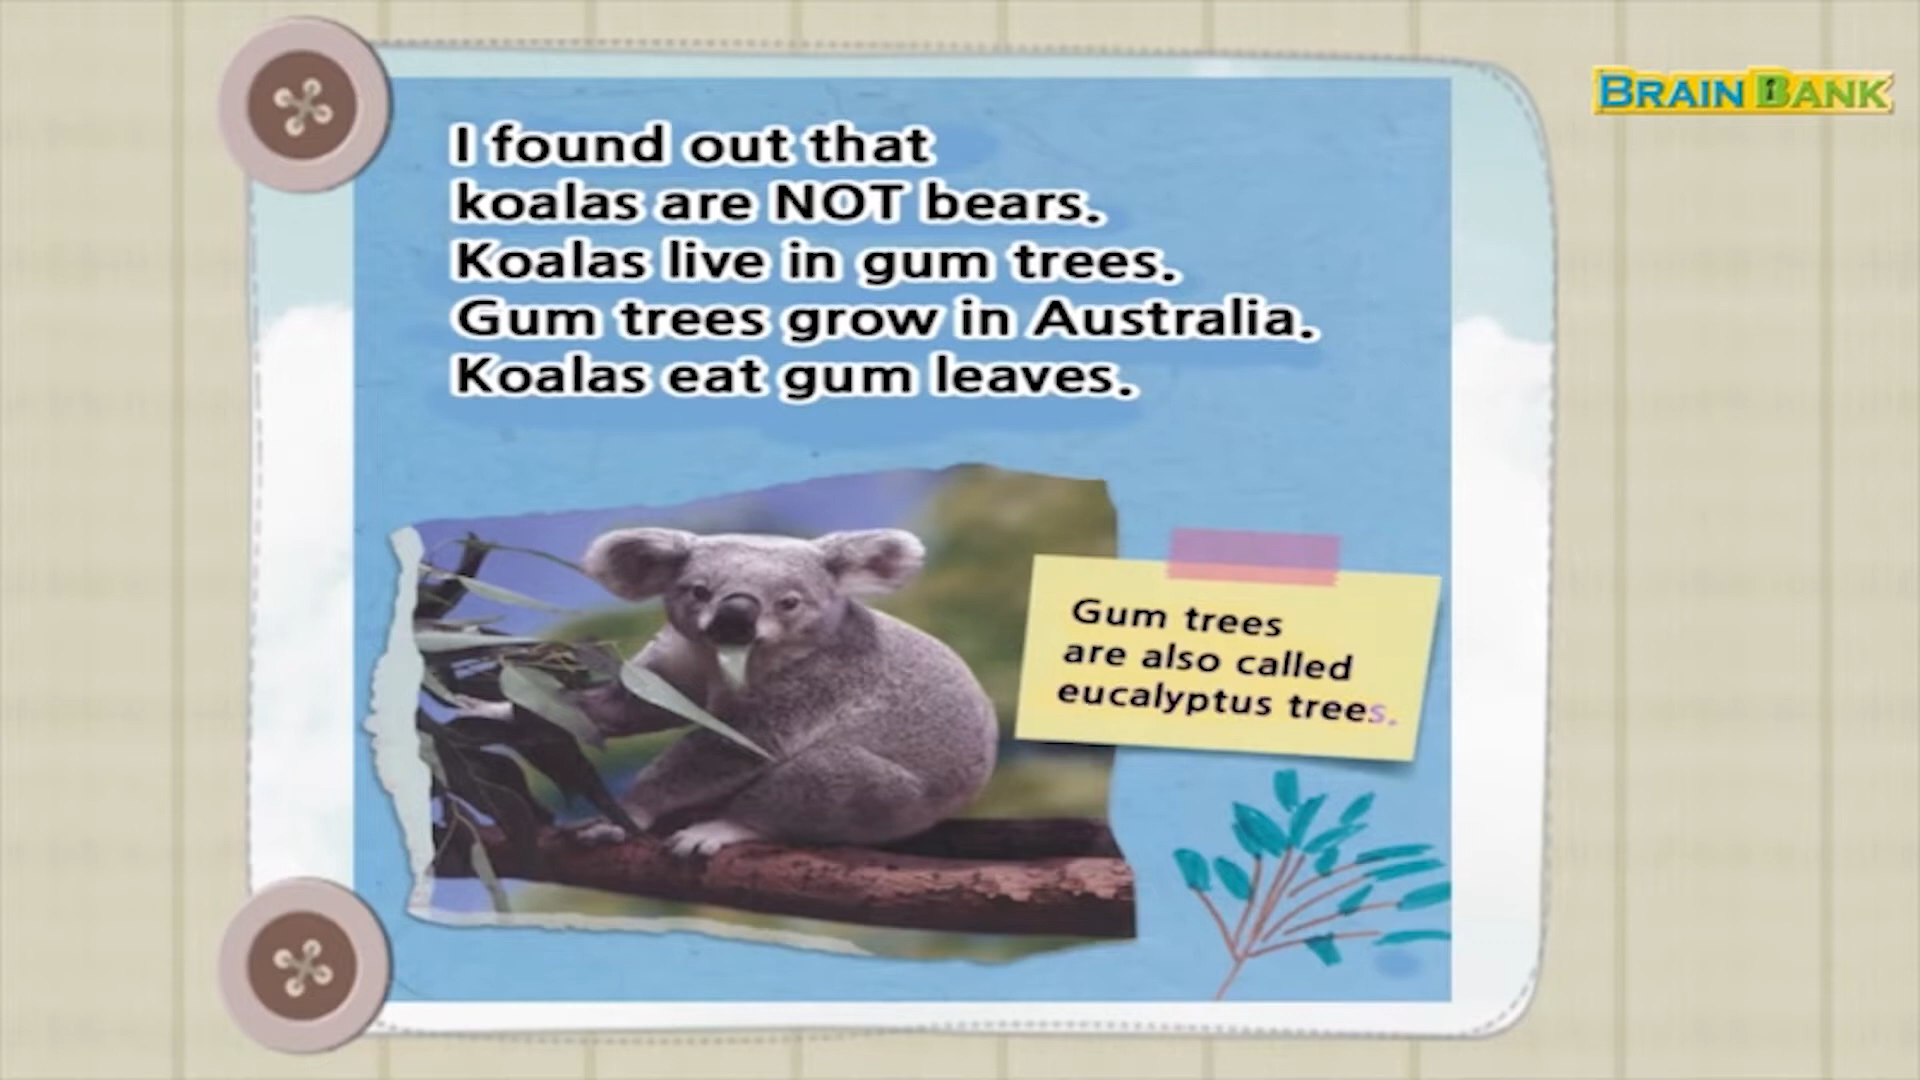 BRAIN BANK
I found out that
koalas are NOT bears.
Koalas live in gum trees.
Gum trees grow in Australia.
Koalas eat gum leaves.
Gum trees
are also called
eucalyptus trees.